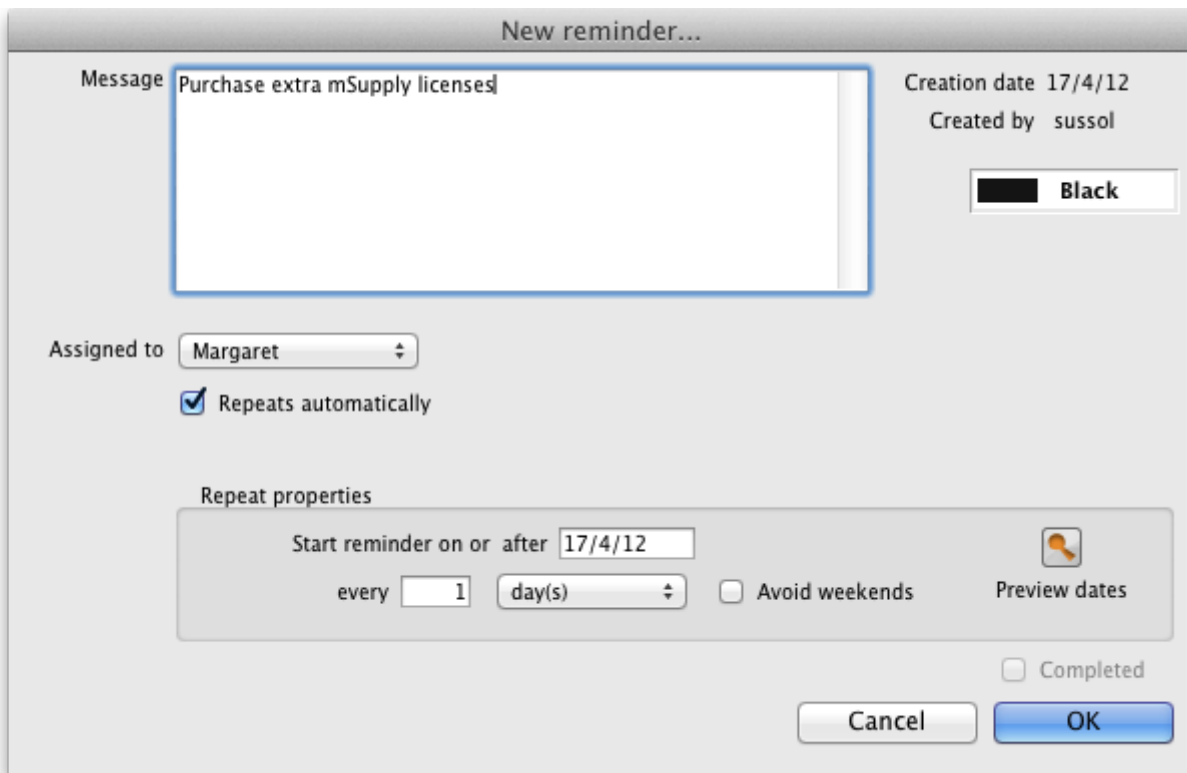 New reminder...
Message
Purchase extra mSupply licenses
Creation date 17/4/12
Created by sussol
Black
Assigned to Margaret
Repeats automatically
Repeat properties
Start reminder on or after 17/4/12
every 1 day(s) Avoid weekends
Preview dates
Completed
Cancel OK